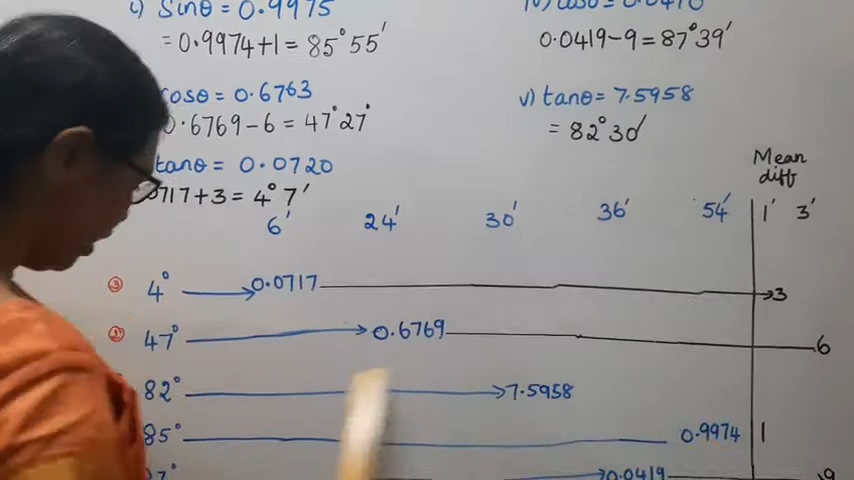 i) Sinθ = 0.9975
= 0.9974+1 = 85°55'
cosθ = 0.6763
0.6769-6 = 47°27'
tanθ = 0.0720
0717+3 = 4°7'
iv) cosθ = 0.0410
0.0419-9 = 87°39'
v) tanθ = 7.5958
= 82°30'
Mean diff
6' 24' 30' 36' 54' 1' 3'
③ 4° 0.0717 3
② 47° 0.6769 6
82° 7.5958
85° 0.9974 1
7° 0.0419 9